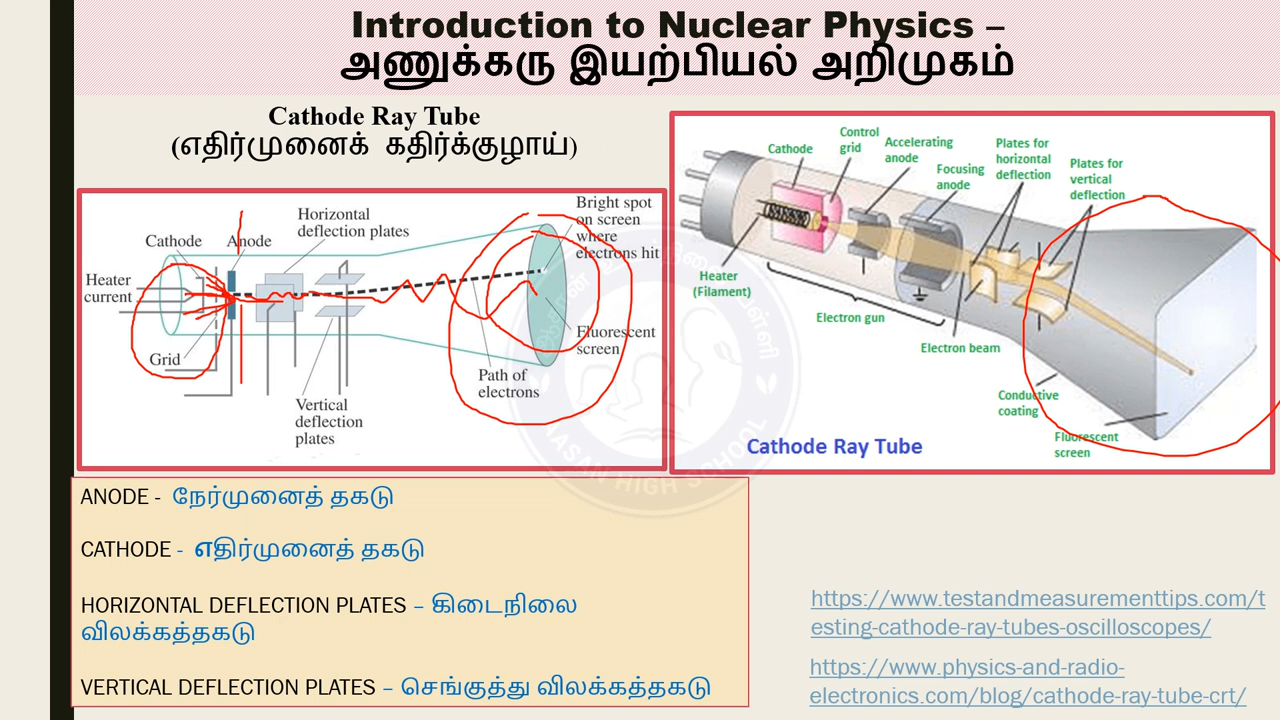 Introduction to Nuclear Physics –
அணுக்கரு இயற்பியல் அறிமுகம்
Cathode Ray Tube
(எதிர்முனைக் கதிர்க்குழாய்)
Cathode
Anode
Horizontal
deflection plates
Bright spot
on screen
where
electrons hit
Heater
current
Grid
Vertical
deflection
plates
Path of
electrons
Fluorescent
screen
Cathode
Control
grid
Accelerating
anode
Focusing
anode
Plates for
horizontal
deflection
Plates for
vertical
deflection
Heater
(Filament)
Electron gun
Electron beam
Conductive
coating
Fluorescent
screen
Cathode Ray Tube
ANODE - நேர்முனைத் தகடு
CATHODE - எதிர்முனைத் தகடு
HORIZONTAL DEFLECTION PLATES – கிடைநிலை
விலக்கத்தகடு
VERTICAL DEFLECTION PLATES – செங்குத்து விலக்கத்தகடு
https://www.testandmeasurementtips.com/t
esting-cathode-ray-tubes-oscilloscopes/
https://www.physics-and-radio-
electronics.com/blog/cathode-ray-tube-crt/
HIGH SCHOOL